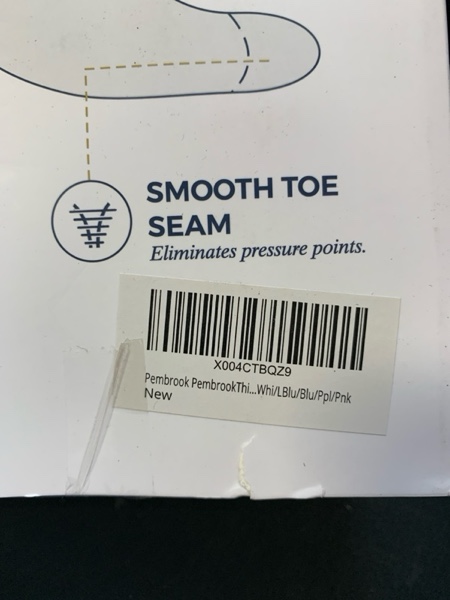 SMOOTH TOE
SEAM
Eliminates pressure points.
X004CTBQZ9
Pembrook PembrookThi...Whi/LBlu/Blu/Ppl/Pnk
New